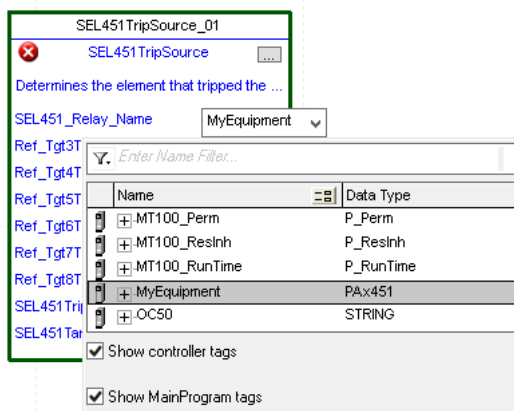 SEL451TripSource_01
SEL451TripSource ...
Determines the element that tripped the ...
SEL451_Relay_Name MyEquipment
Ref_Tgt3T
Ref_Tgt4T
Ref_Tgt5T
Ref_Tgt6T
Ref_Tgt7T
Ref_Tgt8T
SEL451Trip
SEL451Tar
Enter Name Filter...
Name Data Type
MT100_Perm P_Perm
MT100_ResInh P_ResInh
MT100_RunTime P_RunTime
MyEquipment PAx451
OC50 STRING
Show controller tags
Show MainProgram tags